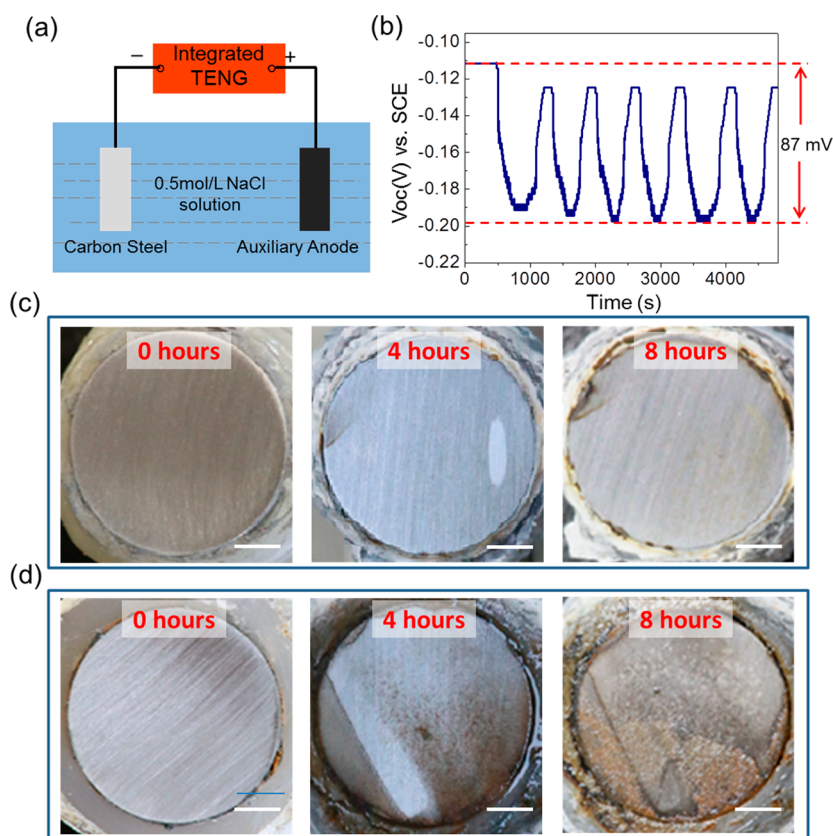 (a)
−
Integrated
TENG
+
0.5mol/L NaCl
solution
Carbon Steel
Auxiliary Anode
(b)
Voc(V) vs. SCE
-0.10
-0.12
-0.14
-0.16
-0.18
-0.20
-0.22
87 mV
0
1000
2000
3000
4000
Time (s)
(c)
0 hours
4 hours
8 hours
(d)
0 hours
4 hours
8 hours